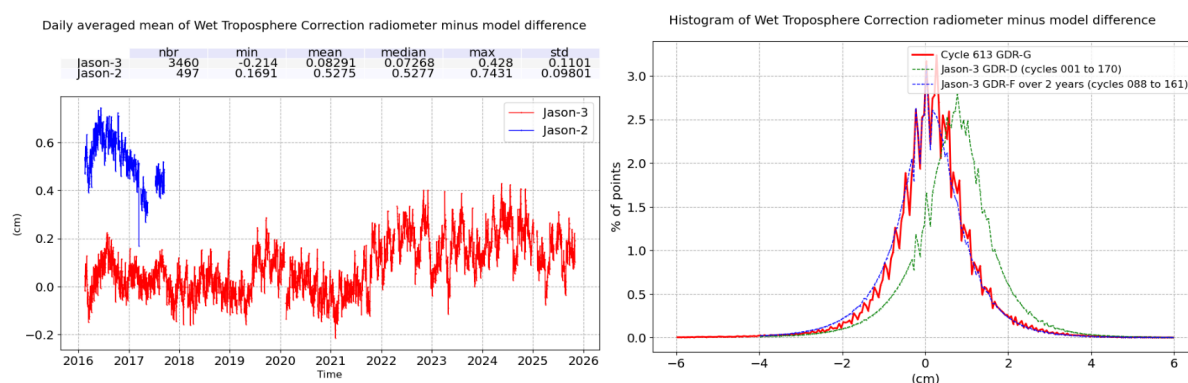 Daily averaged mean of Wet Troposphere Correction radiometer minus model difference
nbr min mean median max std
Jason-3 3460 -0.214 0.08291 0.07268 0.428 0.1101
Jason-2 497 0.1691 0.5275 0.5277 0.7431 0.09801
Jason-3
Jason-2
(cm)
0.6
0.4
0.2
0.0
−0.2
2016 2017 2018 2019 2020 2021 2022 2023 2024 2025 2026
Time
Histogram of Wet Troposphere Correction radiometer minus model difference
Cycle 613 GDR-G
Jason-3 GDR-D (cycles 001 to 170)
Jason-3 GDR-F over 2 years (cycles 088 to 161)
% of points
3.0
2.5
2.0
1.5
1.0
0.5
0.0
−6 −4 −2 0 2 4 6
(cm)